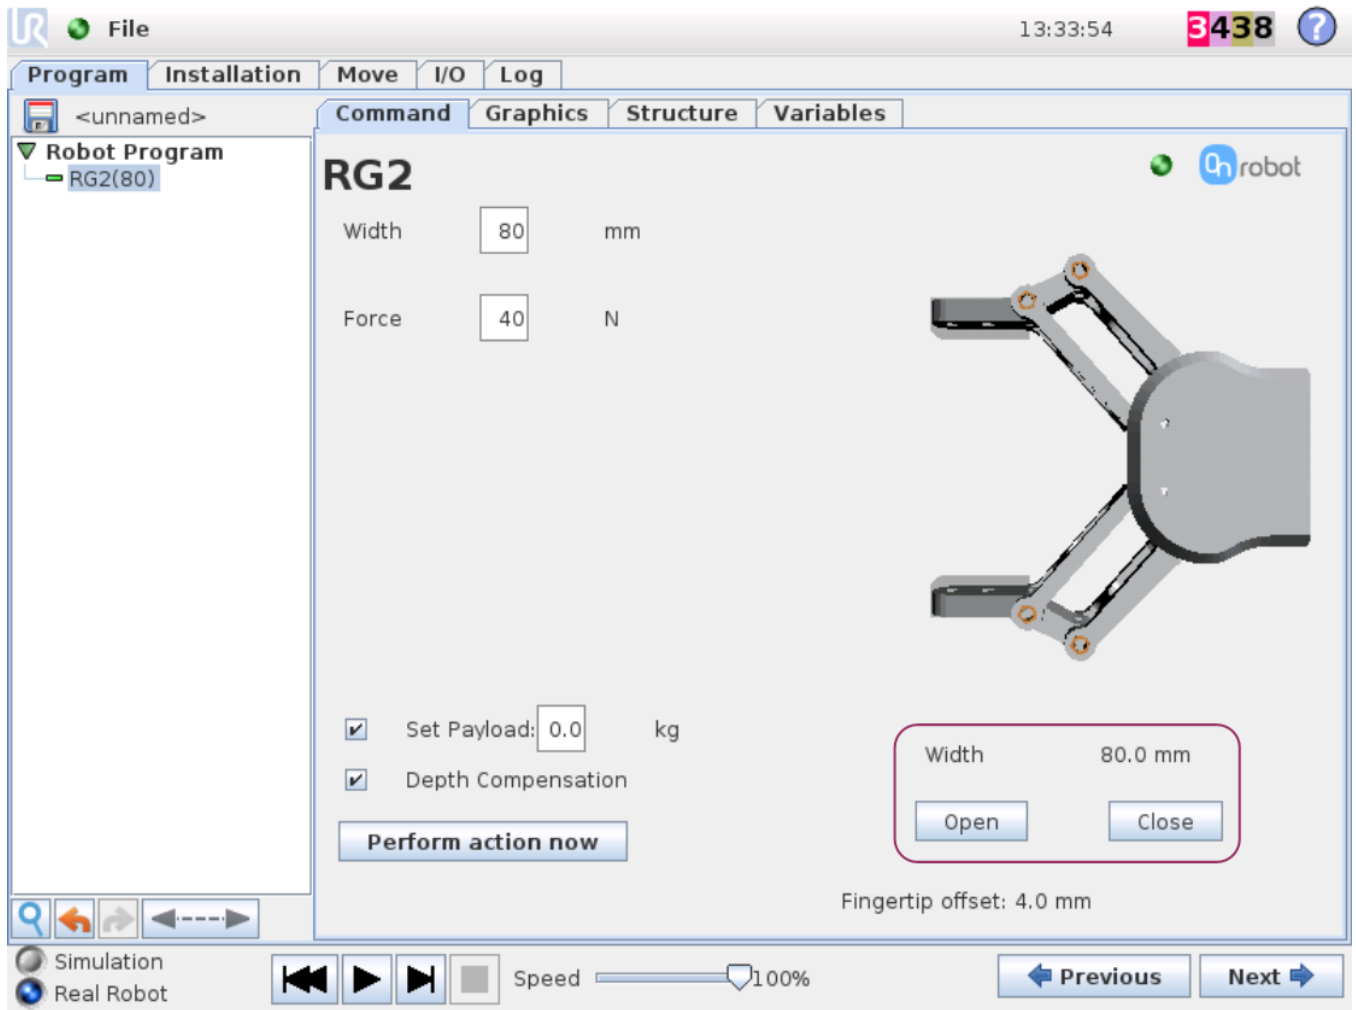 UR File 13:33:54 3438 ?
Program Installation Move I/O Log
<unnamed> Command Graphics Structure Variables
Robot Program
RG2(80)
RG2 On robot
Width 80 mm
Force 40 N
Set Payload: 0.0 kg
Depth Compensation
Perform action now
Width 80.0 mm
Open Close
Fingertip offset: 4.0 mm
Simulation
Real Robot
Speed 100%
Previous Next